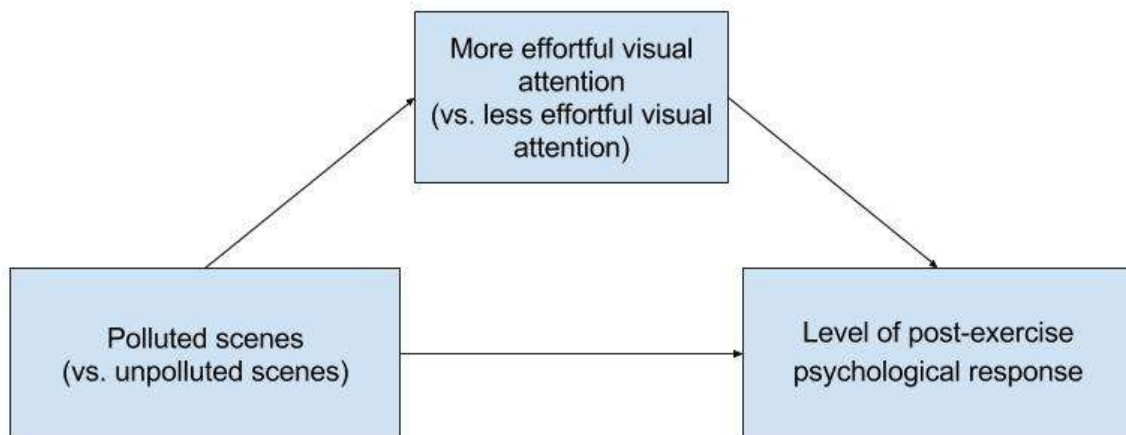 More effortful visual
attention
(vs. less effortful visual
attention)
Polluted scenes
(vs. unpolluted scenes)
Level of post-exercise
psychological response